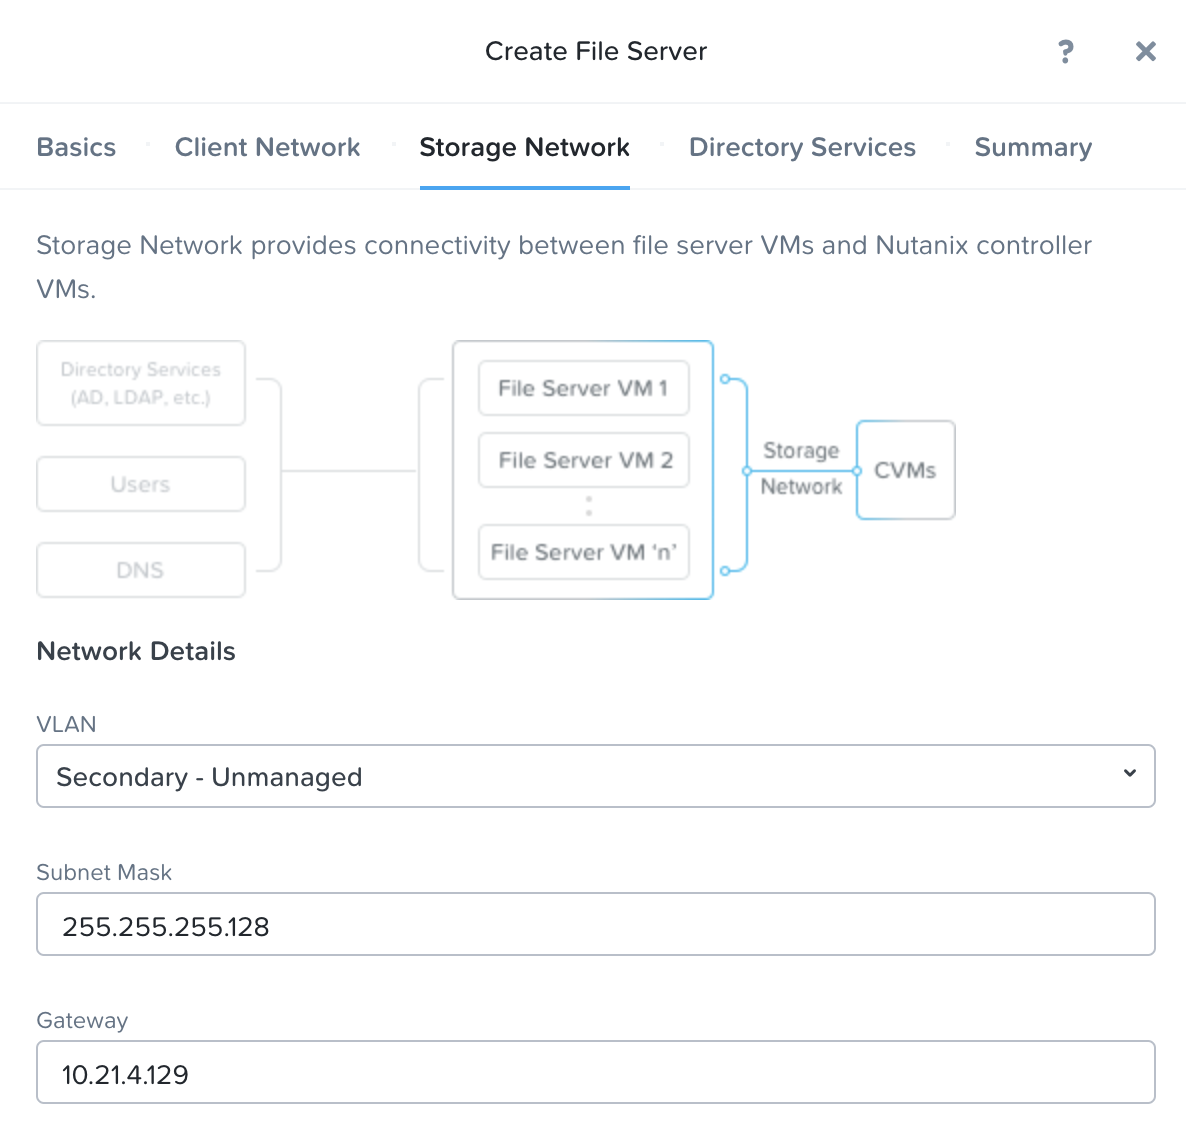 Create File Server
?
Basics
Client Network
Storage Network
Directory Services
Summary
Storage Network provides connectivity between file server VMs and Nutanix controller
VMs.
Directory Services
(AD, LDAP, etc.)
Users
DNS
File Server VM 1
File Server VM 2
File Server VM ‘n’
Storage
Network
CVMs
Network Details
VLAN
Secondary - Unmanaged
Subnet Mask
255.255.255.128
Gateway
10.21.4.129